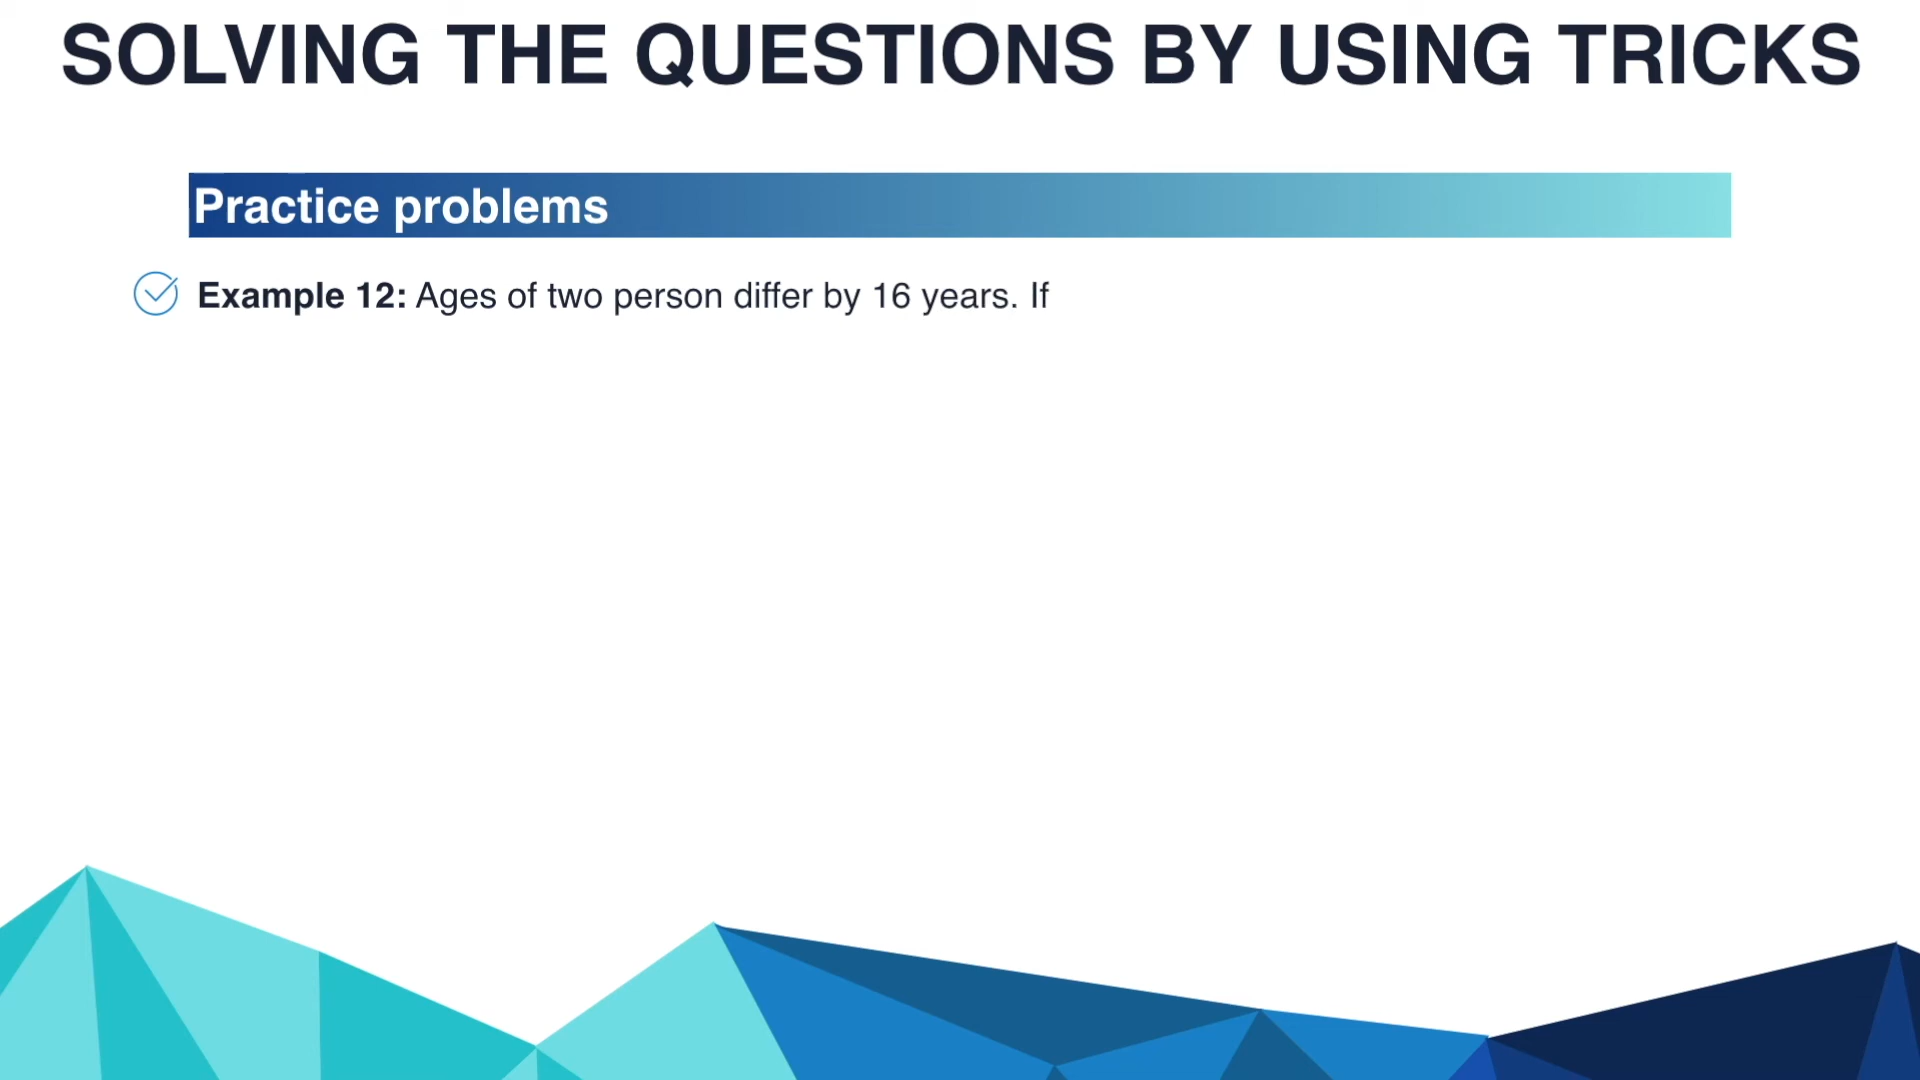 SOLVING THE QUESTIONS BY USING TRICKS
Practice problems
Example 12: Ages of two person differ by 16 years. If